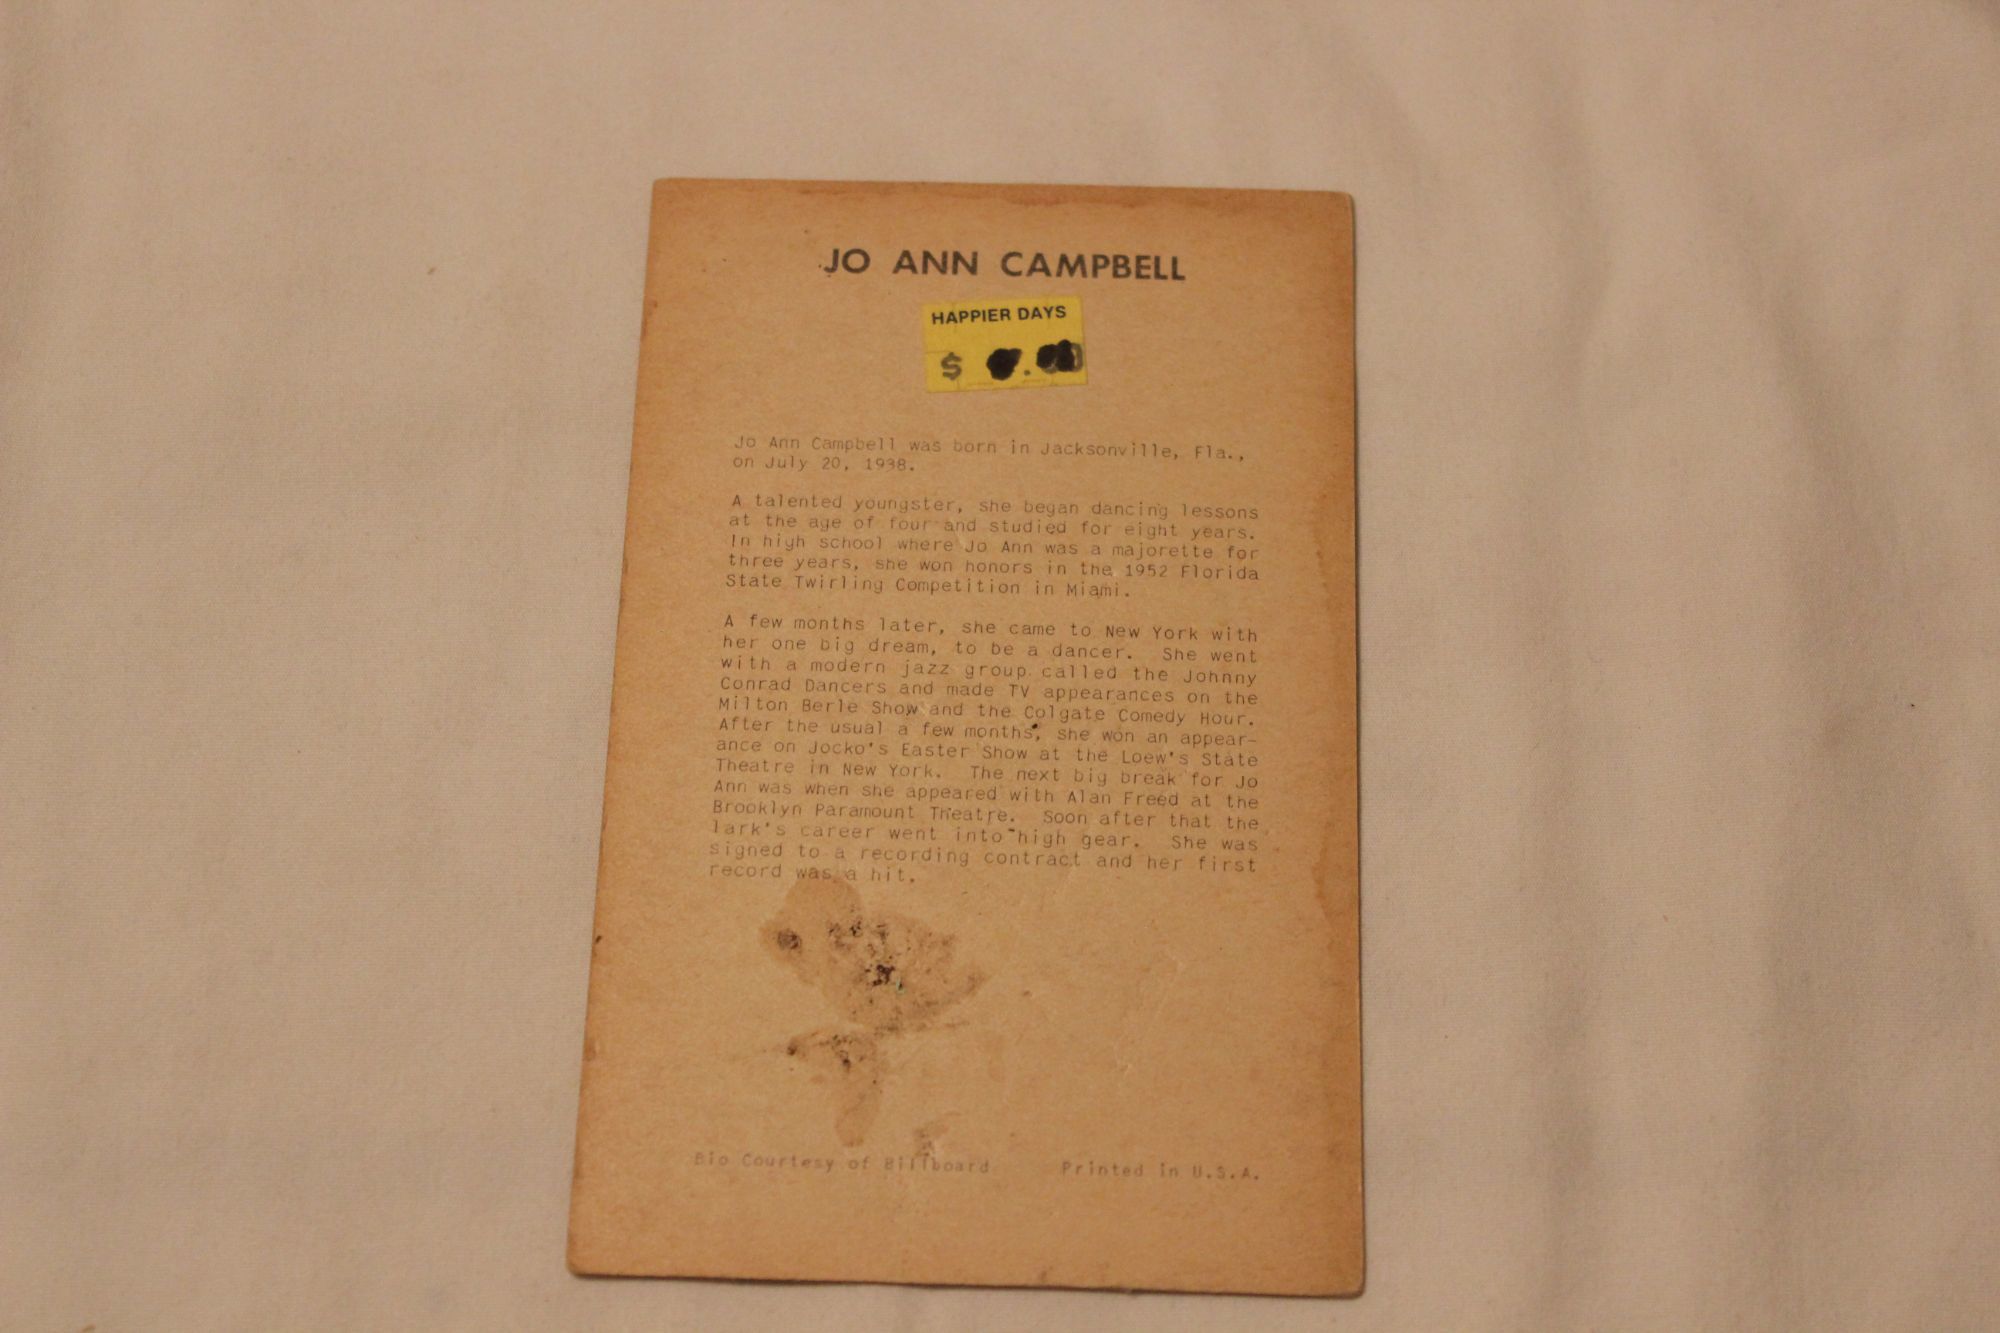 JO ANN CAMPBELL
HAPPIER DAYS
$
Jo Ann Campbell was born in Jacksonville, Fla.,
on July 20, 1938.
A talented youngster, she began dancing lessons
at the age of four and studied for eight years.
In high school where Jo Ann was a majorette for
three years, she won honors in the 1952 Florida
State Twirling Competition in Miami.
A few months later, she came to New York with
her one big dream, to be a dancer. She went
with a modern jazz group called the Johnny
Conrad Dancers and made TV appearances on the
Milton Berle Show and the Colgate Comedy Hour.
After the usual a few months, she won an appear-
ance on Jocko's Easter Show at the Loew's State
Theatre in New York. The next big break for Jo
Ann was when she appeared with Alan Freed at the
Brooklyn Paramount Theatre. Soon after that the
lark's career went into high gear. She was
signed to a recording contract and her first
record was a hit.
Bio Courtesy of Billboard Printed in U.S.A.